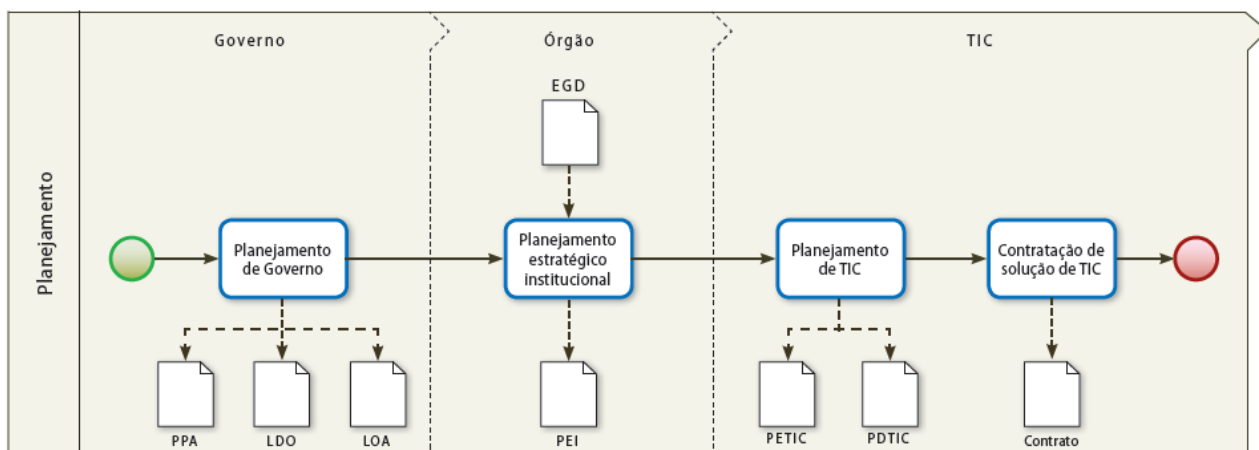 Governo
Órgão
TIC
EGD
Planejamento
Planejamento
de Governo
Planejamento
estratégico
institucional
Planejamento
de TIC
Contratação de
solução de TIC
PPA
LDO
LOA
PEI
PETIC
PDTIC
Contrato